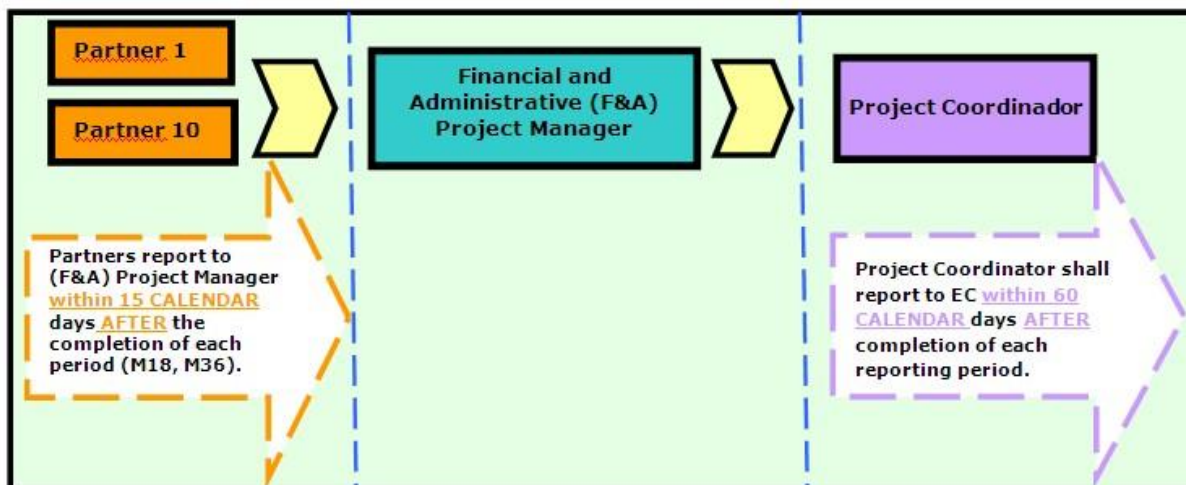 Partner 1
Partner 10
Financial and
Administrative (F&A)
Project Manager
Project Coordinador
Partners report to
(F&A) Project Manager
within 15 CALENDAR
days AFTER the
completion of each
period (M18, M36).
Project Coordinator shall
report to EC within 60
CALENDAR days AFTER
completion of each
reporting period.